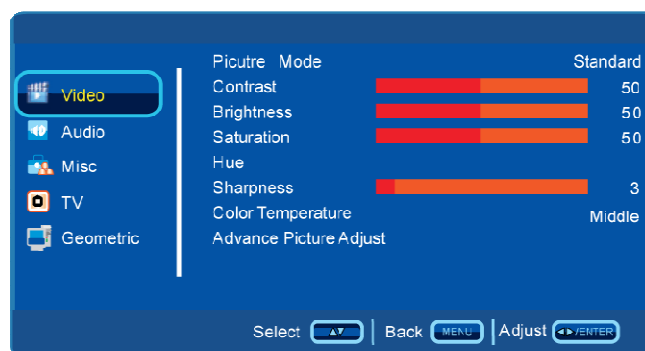 Video
Audio
Misc
TV
Geometric
Picutre Mode Standard
Contrast 50
Brightness 50
Saturation 50
Hue
Sharpness 3
Color Temperature Middle
Advance Picture Adjust
Select ▲▼ Back MENU Adjust ◄►/ENTER